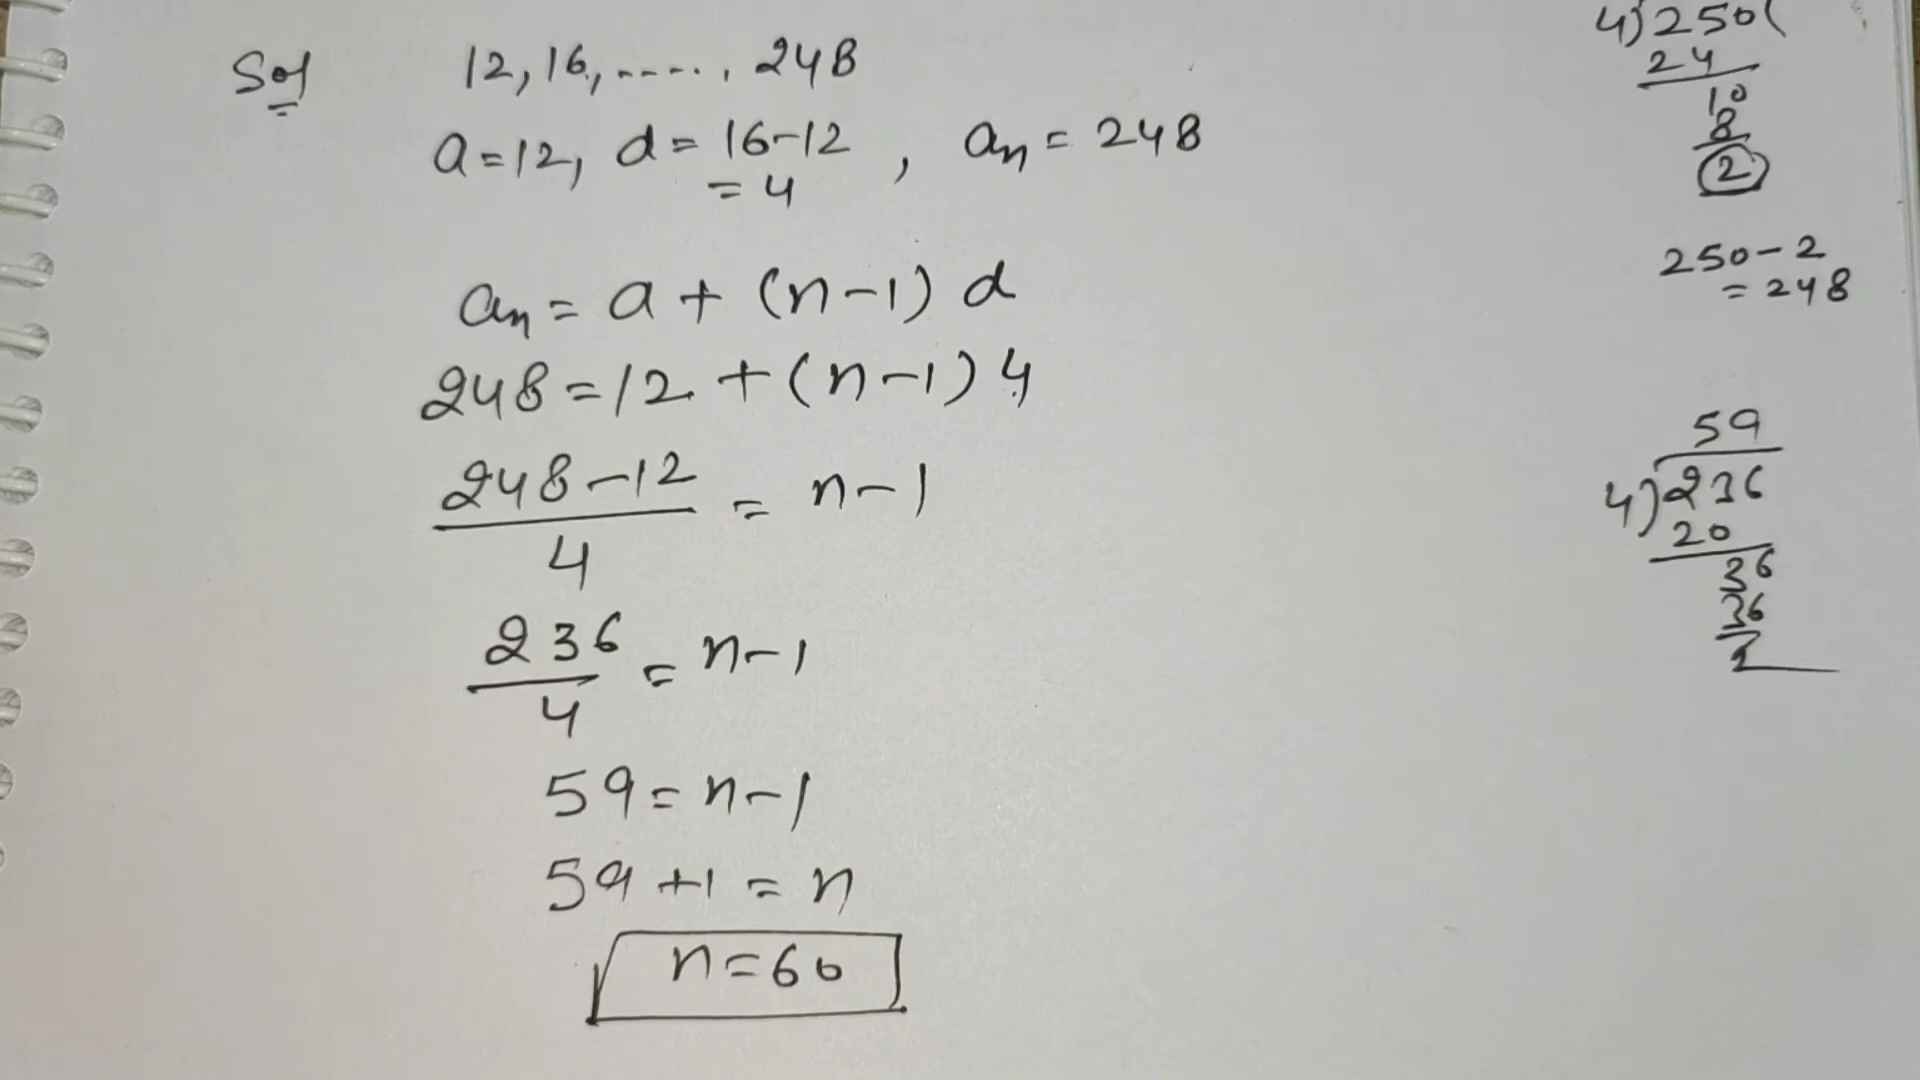 Sol 12, 16, ....., 248
a = 12, d = 16-12 , an = 248
= 4
an = a + (n-1) d
248 = 12 + (n-1) 4
248-12
4
= n-1
236
4
= n-1
59 = n-1
59 +1 = n
n = 60
4)250(
24
10
8
2
250-2
= 248
59
4)236
20
36
36